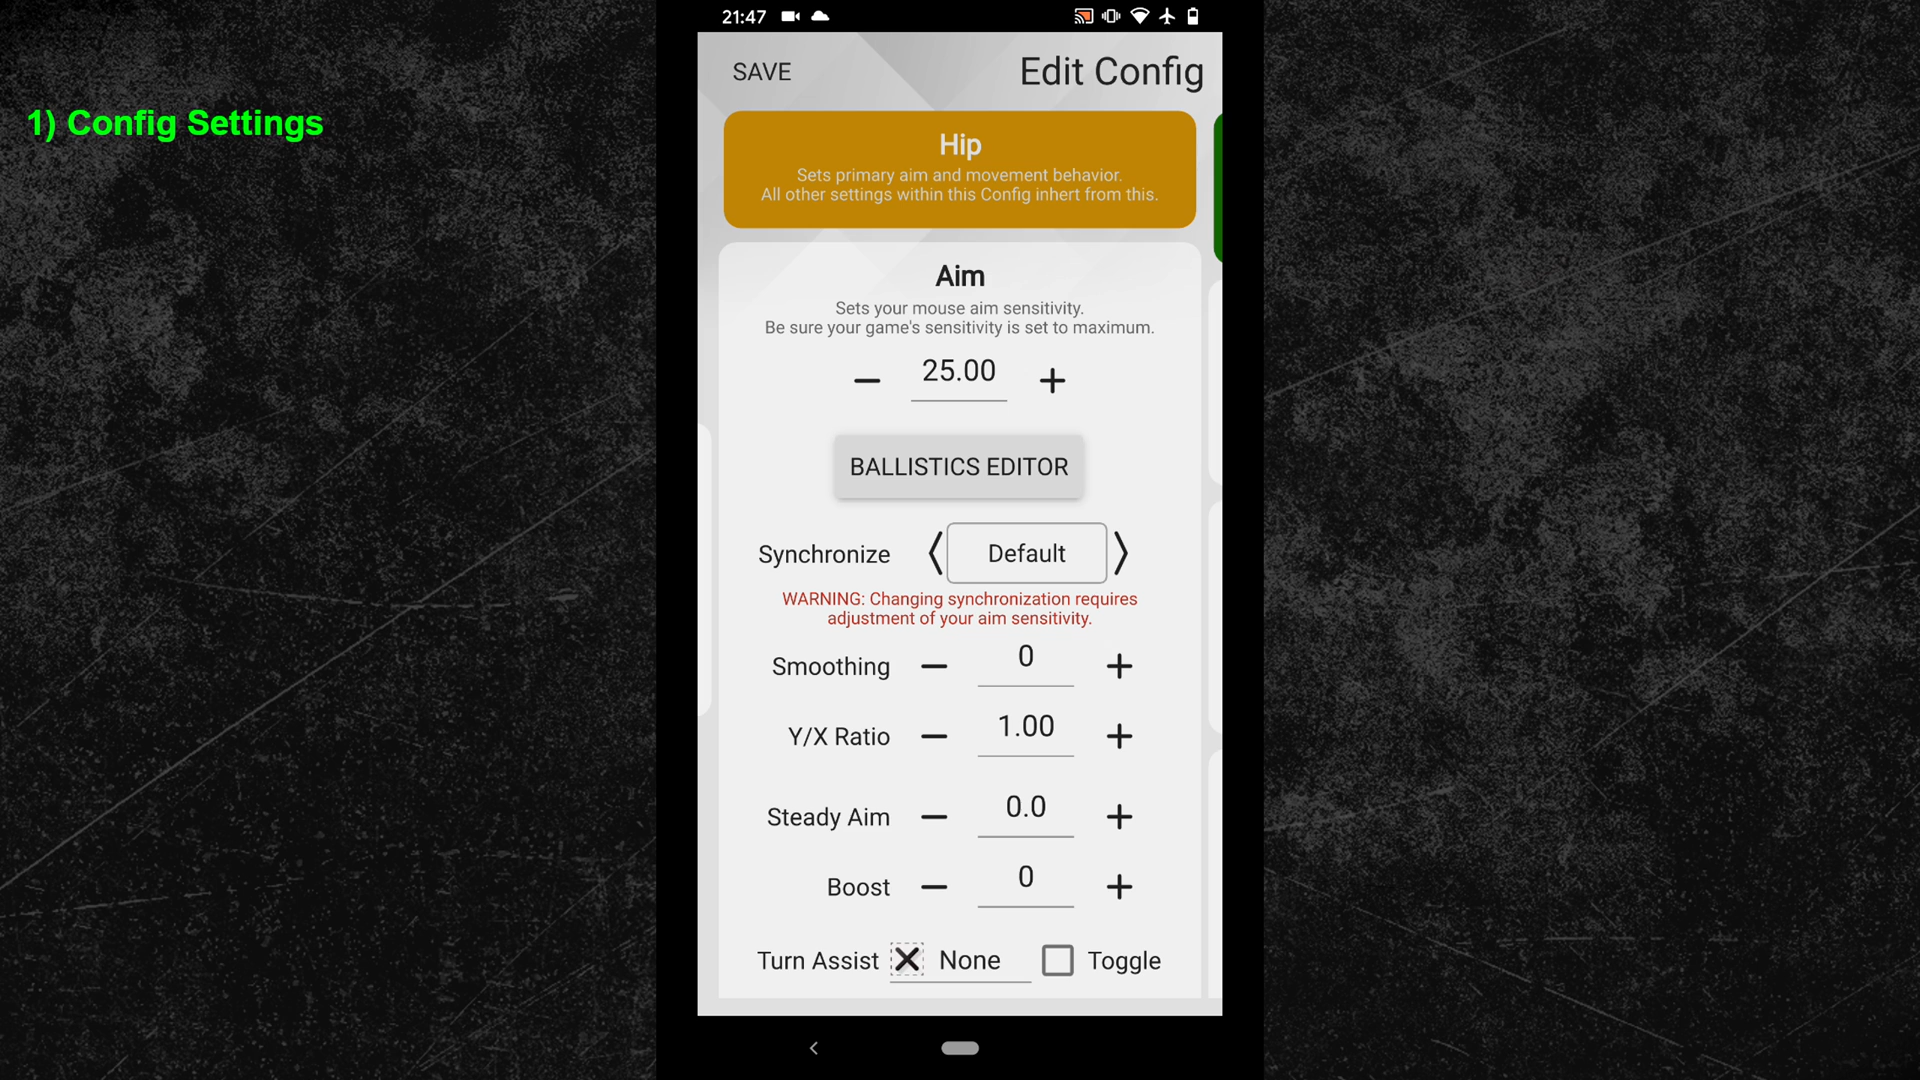 21:47
1) Config Settings
SAVE
Edit Config
Hip
Sets primary aim and movement behavior.
All other settings within this Config inhert from this.
Aim
Sets your mouse aim sensitivity.
Be sure your game's sensitivity is set to maximum.
25.00
BALLISTICS EDITOR
Synchronize
Default
WARNING: Changing synchronization requires
adjustment of your aim sensitivity.
Smoothing
0
Y/X Ratio
1.00
Steady Aim
0.0
Boost
0
Turn Assist
None
Toggle